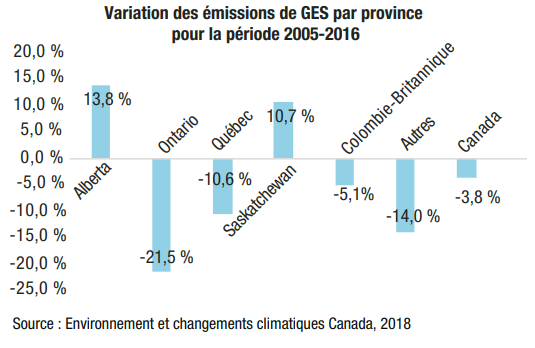 Variation des émissions de GES par province
pour la période 2005-2016
20,0 %
15,0 %
10,0 %
5,0 %
0,0 %
-5,0 %
-10,0 %
-15,0 %
-20,0 %
-25,0 %
13,8 %
Alberta
Ontario
-21,5 %
Québec
-10,6 %
10,7 %
Saskatchewan
Colombie-Britannique
-5,1%
Autres
-14,0 %
Canada
-3,8 %
Source : Environnement et changements climatiques Canada, 2018